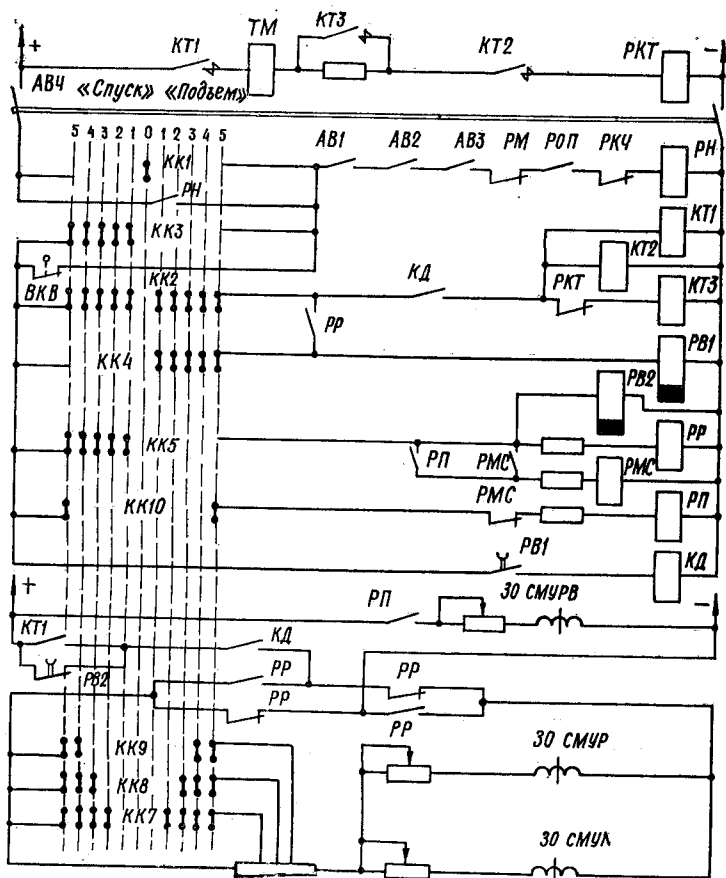 + КТ1 ТМ КТ3 КТ2 РКТ −
АВЧ «Спуск» «Подъем»
5 4 3 2 1 0 1 2 3 4 5
КК1 АВ1 АВ2 АВ3 РМ РОП РКЧ РН
РН
КТ1
КК3
КТ2
ВКВ КК2 КД РКТ КТ3
РР
КК4 РВ1
РВ2
КК5 РП РМС РР
РМС
КК10 РМС РП
РВ1 КД
+ РП ЗО СМУРВ −
КТ1 КД
РВ2 РР РР
РР РР
КК9 ЗО СМУР
КК8
КК7
ЗО СМУК